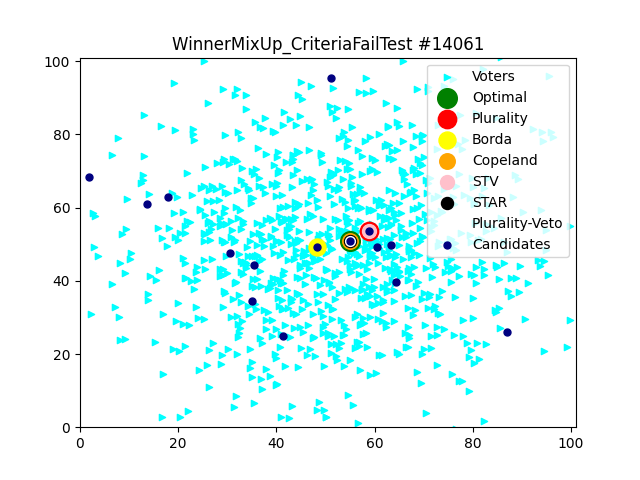 WinnerMixUp_CriteriaFailTest #14061
100
80
60
40
20
0
0 20 40 60 80 100
Voters
Optimal
Plurality
Borda
Copeland
STV
STAR
Plurality-Veto
Candidates